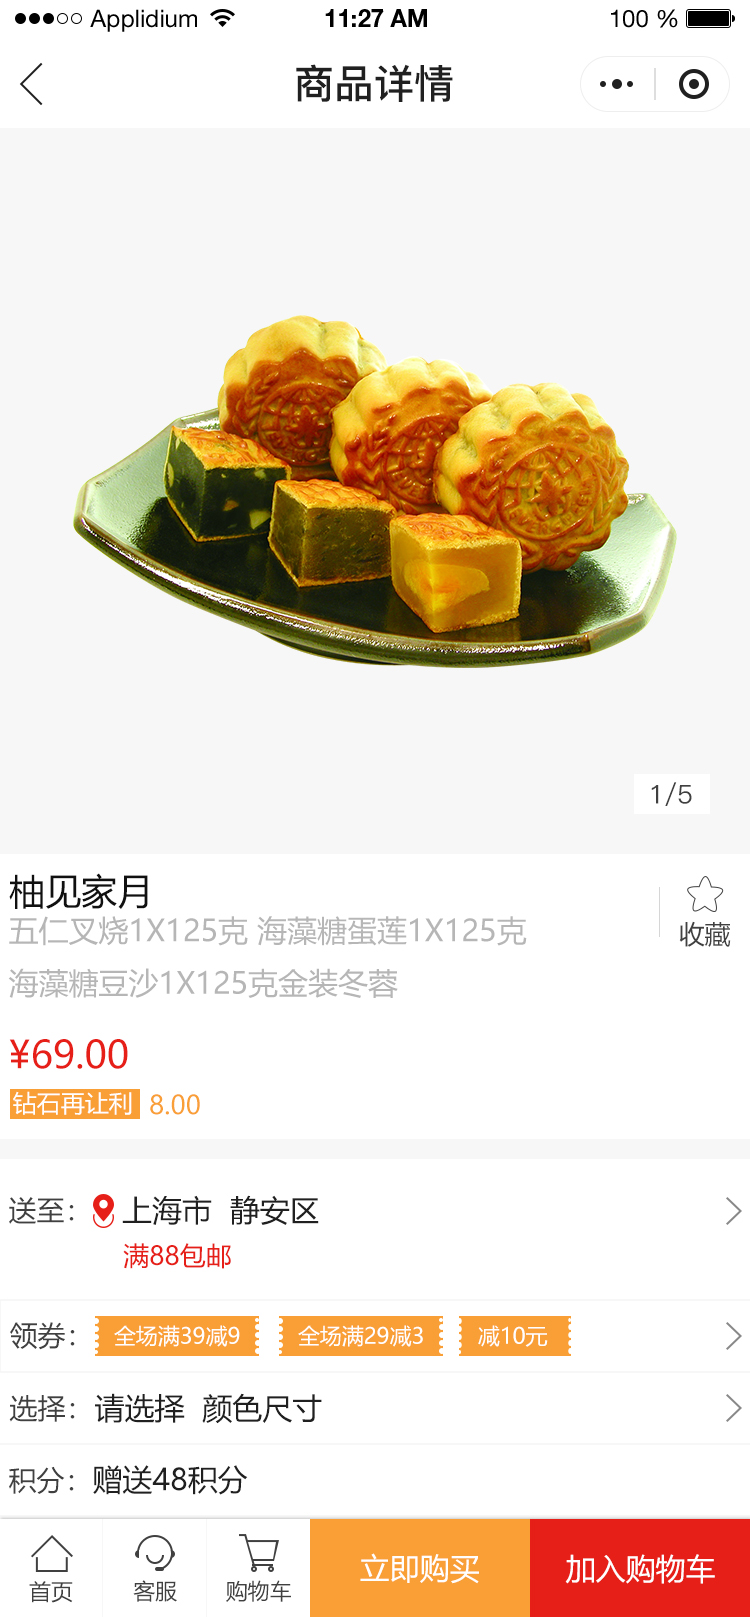 Applidium 11:27 AM 100 %
商品详情
1/5
柚见家月
五仁叉烧1X125克 海藻糖蛋莲1X125克
海藻糖豆沙1X125克金装冬蓉
收藏
¥69.00
钻石再让利 8.00
送至： 上海市 静安区
满88包邮
领券： 全场满39减9 全场满29减3 减10元
选择： 请选择 颜色尺寸
积分： 赠送48积分
首页 客服 购物车 立即购买 加入购物车